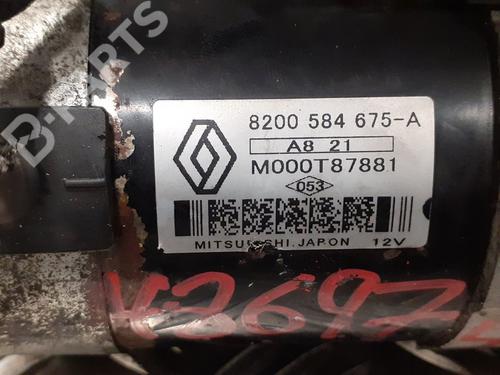 B-PARTS
8200 584 675-A
A8 21
M000T87881
053
MITSUBISHI, JAPON 12V